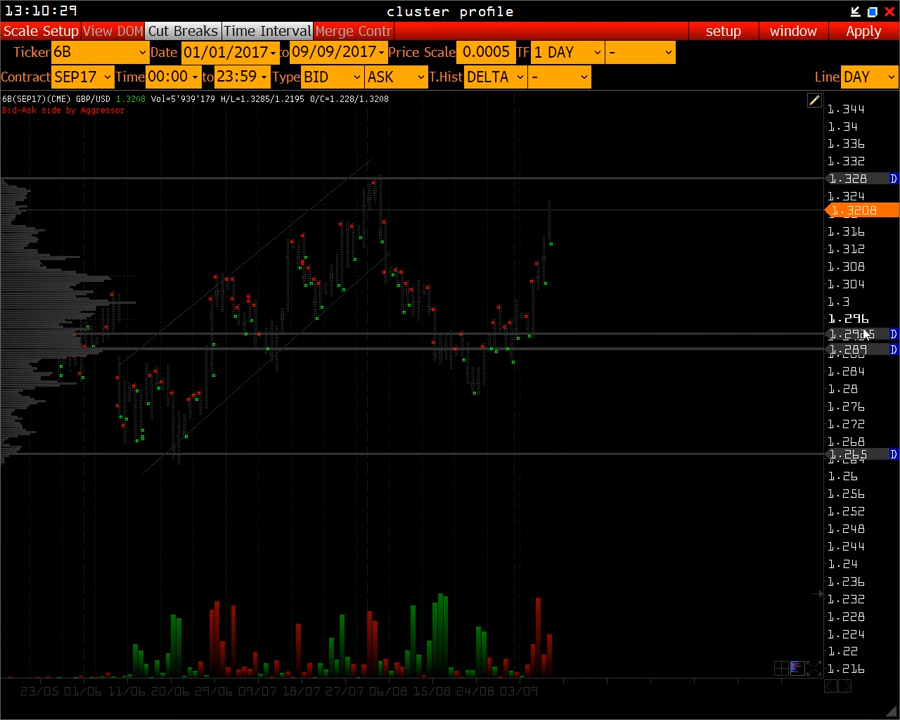 13:10:29 cluster profile
Scale Setup View DOM Cut Breaks Time Interval Merge Contr setup window Apply
Ticker 6B Date 01/01/2017 to 09/09/2017 Price Scale 0.0005 TF 1 DAY -
Contract SEP17 Time 00:00 to 23:59 Type BID ASK T.Hist DELTA - Line DAY
6B(SEP17)(CME) GBP/USD 1.3208 Vol=5'939'179 H/L=1.3285/1.2195 O/C=1.228/1.3208
Bid-Ask side by Aggressor
1.344
1.34
1.336
1.332
1.328 D
1.324
1.3208
1.316
1.312
1.308
1.304
1.3
1.296
D
1.289 D
1.284
1.28
1.276
1.272
1.268
1.265 D
1.26
1.256
1.252
1.248
1.244
1.24
1.236
1.232
1.228
1.224
1.22
1.216
23/05 01/06 11/06 20/06 29/06 09/07 18/07 27/07 06/08 15/08 24/08 03/09